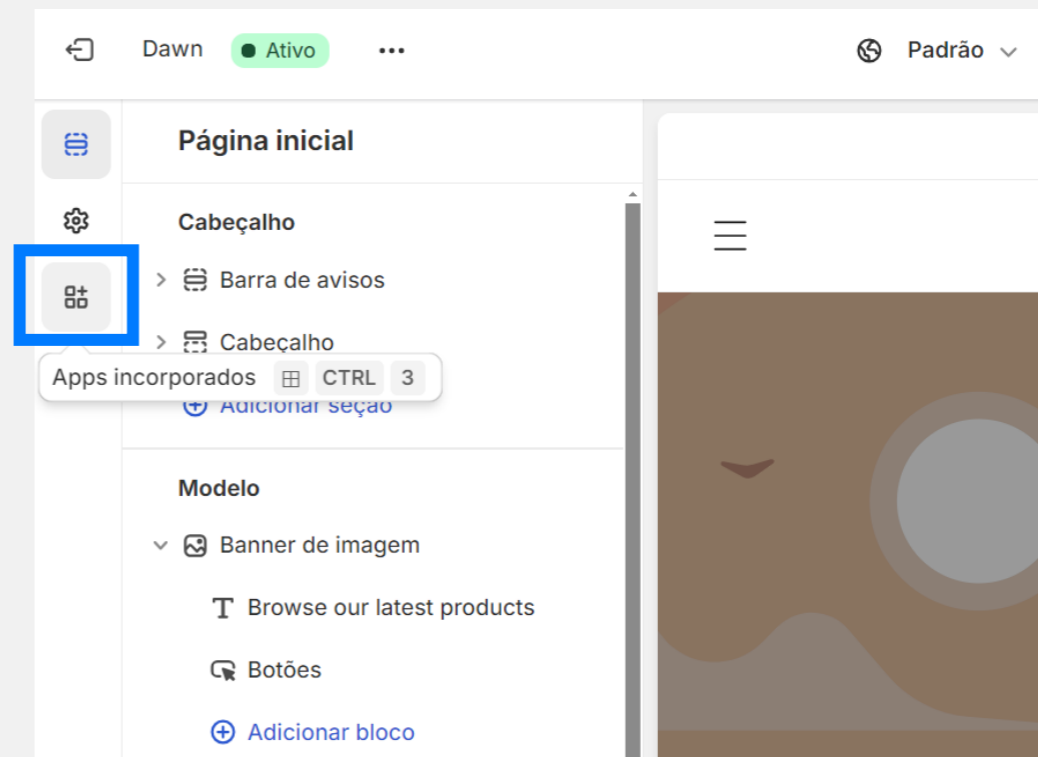 Dawn Ativo ••• Padrão
Página inicial
Cabeçalho
Barra de avisos
Cabeçalho
Apps incorporados CTRL 3
Adicionar seção
Modelo
Banner de imagem
Browse our latest products
Botões
Adicionar bloco